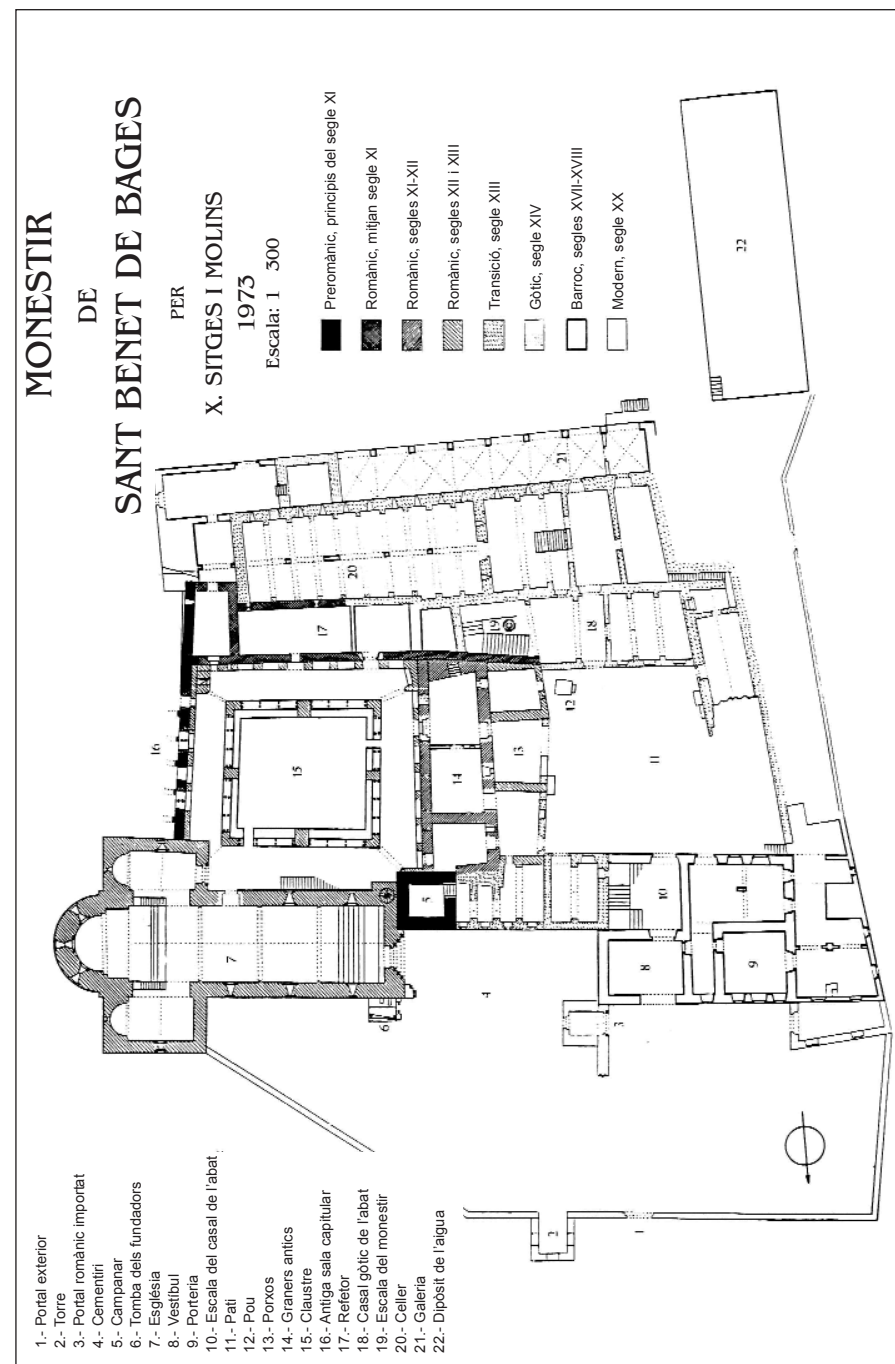 MONESTIR
DE
SANT BENET DE BAGES
PER
X. SITGES I MOLINS
1973
Escala: 1 300
Preromànic, principis del segle XI
Romànic, mitjan segle XI
Romànic, segles XI-XII
Romànic, segles XII i XIII
Transició, segle XIII
Gòtic, segle XIV
Barroc, segles XVII-XVIII
Modern, segle XX
1.- Portal exterior
2.- Torre
3.- Portal romànic importat
4.- Cementiri
5.- Campanar
6.- Tomba dels fundadors
7.- Església
8.- Vestíbul
9.- Porteria
10.- Escala del casal de l'abat
11.- Pati
12.- Pou
13.- Porxos
14.- Graners antics
15.- Claustre
16.- Antiga sala capitular
17.- Refetor
18.- Casal gòtic de l'abat
19.- Escala del monestir
20.- Celler
21.- Galeria
22.- Dipòsit de l'aigua
1
2
3
4
5
6
7
8
9
10
11
12
13
14
15
16
17
18
19
20
21
22